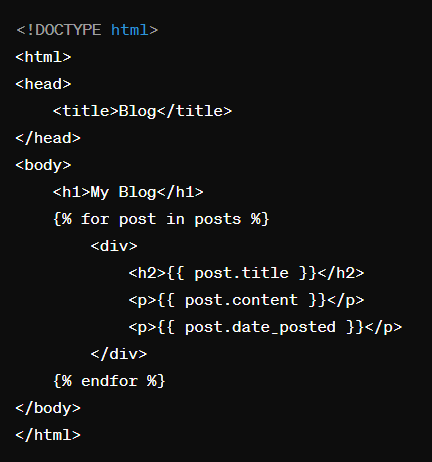 <!DOCTYPE html>
<html>
<head>
    <title>Blog</title>
</head>
<body>
    <h1>My Blog</h1>
    {% for post in posts %}
        <div>
            <h2>{{ post.title }}</h2>
            <p>{{ post.content }}</p>
            <p>{{ post.date_posted }}</p>
        </div>
    {% endfor %}
</body>
</html>